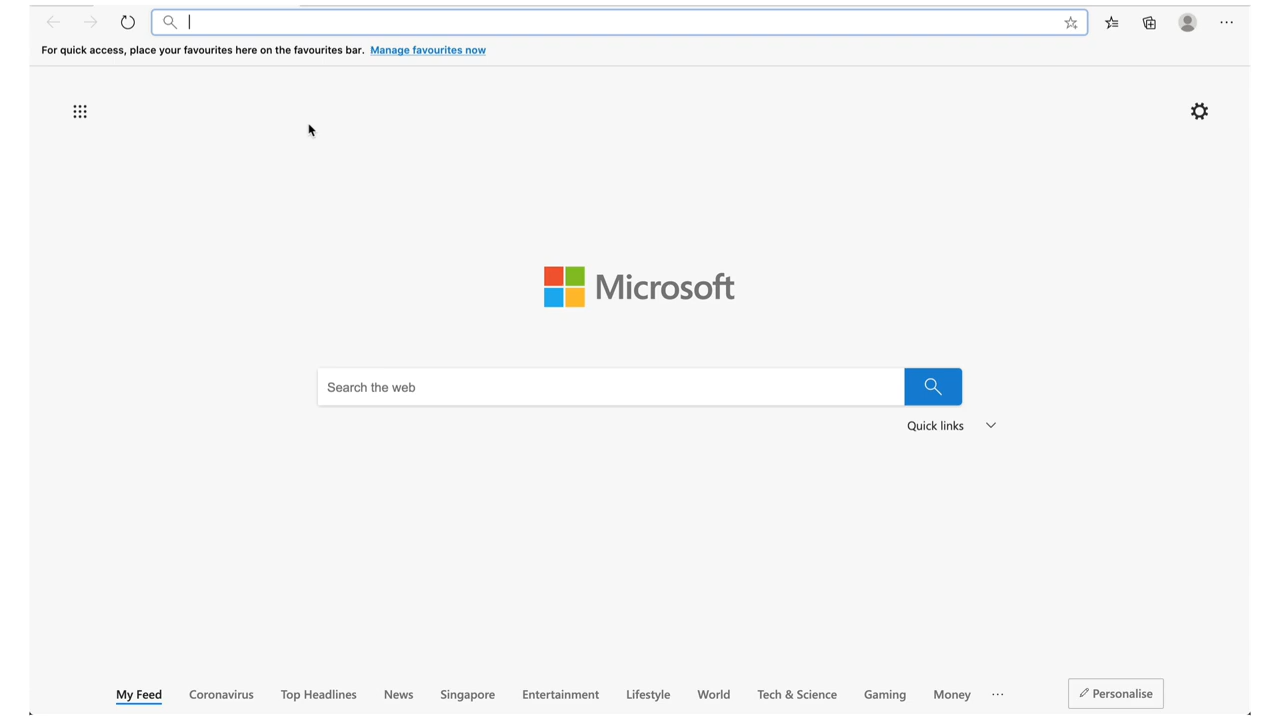 For quick access, place your favourites here on the favourites bar. Manage favourites now
Microsoft
Search the web
Quick links
My Feed Coronavirus Top Headlines News Singapore Entertainment Lifestyle World Tech & Science Gaming Money ... Personalise